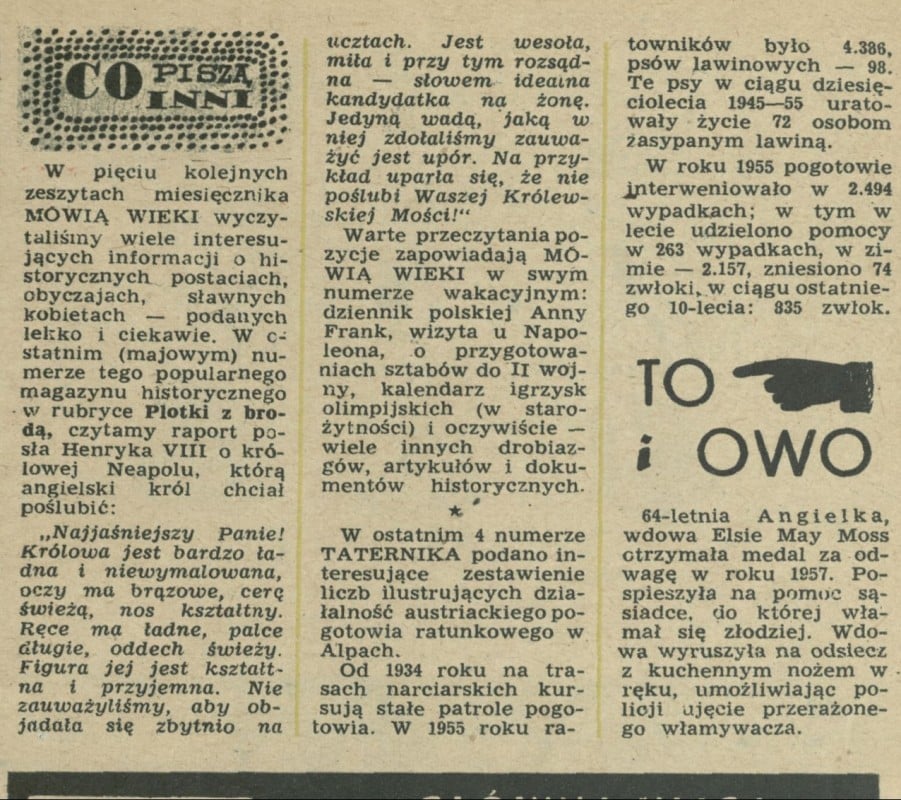 CO PISZĄ
INNI
W pięciu kolejnych
zeszytach miesięcznika
MÓWIĄ WIEKI wyczy-
taliśmy wiele interesu-
jących informacji o hi-
storycznych postaciach,
obyczajach, sławnych
kobietach — podanych
lekko i ciekawie. W o-
statnim (majowym) nu-
merze tego popularnego
magazynu historycznego
w rubryce Plotki z bro-
dą, czytamy raport po-
sła Henryka VIII o kró-
lowej Neapolu, którą
angielski król chciał
poślubić:
„Najjaśniejszy Panie!
Królowa jest bardzo ła-
dna i niewymalowana,
oczy ma brązowe, cerę
świeżą, nos kształtny.
Ręce ma ładne, palce
długie, oddech świeży.
Figura jej jest kształt-
na i przyjemna. Nie
zauważyliśmy, aby ob-
jadała się zbytnio na
ucztach. Jest wesoła,
miła i przy tym rozsąd-
na — słowem idealna
kandydatka na żonę.
Jedyną wadą, jaką w
niej zdołaliśmy zauwa-
żyć jest upór. Na przy-
kład uparła się, że nie
poślubi Waszej Królew-
skiej Mości!“
Warte przeczytania po-
zycje zapowiadają MÓ-
WIĄ WIEKI w swym
numerze wakacyjnym:
dziennik polskiej Anny
Frank, wizyta u Napo-
leona, o przygotowa-
niach sztabów do II woj-
ny, kalendarz igrzysk
olimpijskich (w staro-
żytności) i oczywiście —
wiele innych drobiaz-
gów, artykułów i doku-
mentów historycznych.
★
W ostatnim 4 numerze
TATERNIKA podano in-
teresujące zestawienie
liczb ilustrujących dzia-
łalność austriackiego po-
gotowia ratunkowego w
Alpach.
Od 1934 roku na tra-
sach narciarskich kur-
sują stałe patrole pogo-
towia. W 1955 roku ra-
towników było 4.386,
psów lawinowych — 98.
Te psy w ciągu dziesię-
ciolecia 1945—55 urato-
wały życie 72 osobom
zasypanym lawiną.
W roku 1955 pogotowie
interweniowało w 2.494
wypadkach; w tym w
lecie udzielono pomocy
w 263 wypadkach, w zi-
mie — 2.157, zniesiono 74
zwłoki, w ciągu ostatnie-
go 10-lecia: 835 zwłok.
TO
i OWO
64-letnia Angielka,
wdowa Elsie May Moss
otrzymała medal za od-
wagę w roku 1957. Po-
spieszyła na pomoc są-
siadce, do której wła-
mał się złodziej. Wdo-
wa wyruszyła na odsiecz
z kuchennym nożem w
ręku, umożliwiając po-
licji ujęcie przerażone-
go włamywacza.